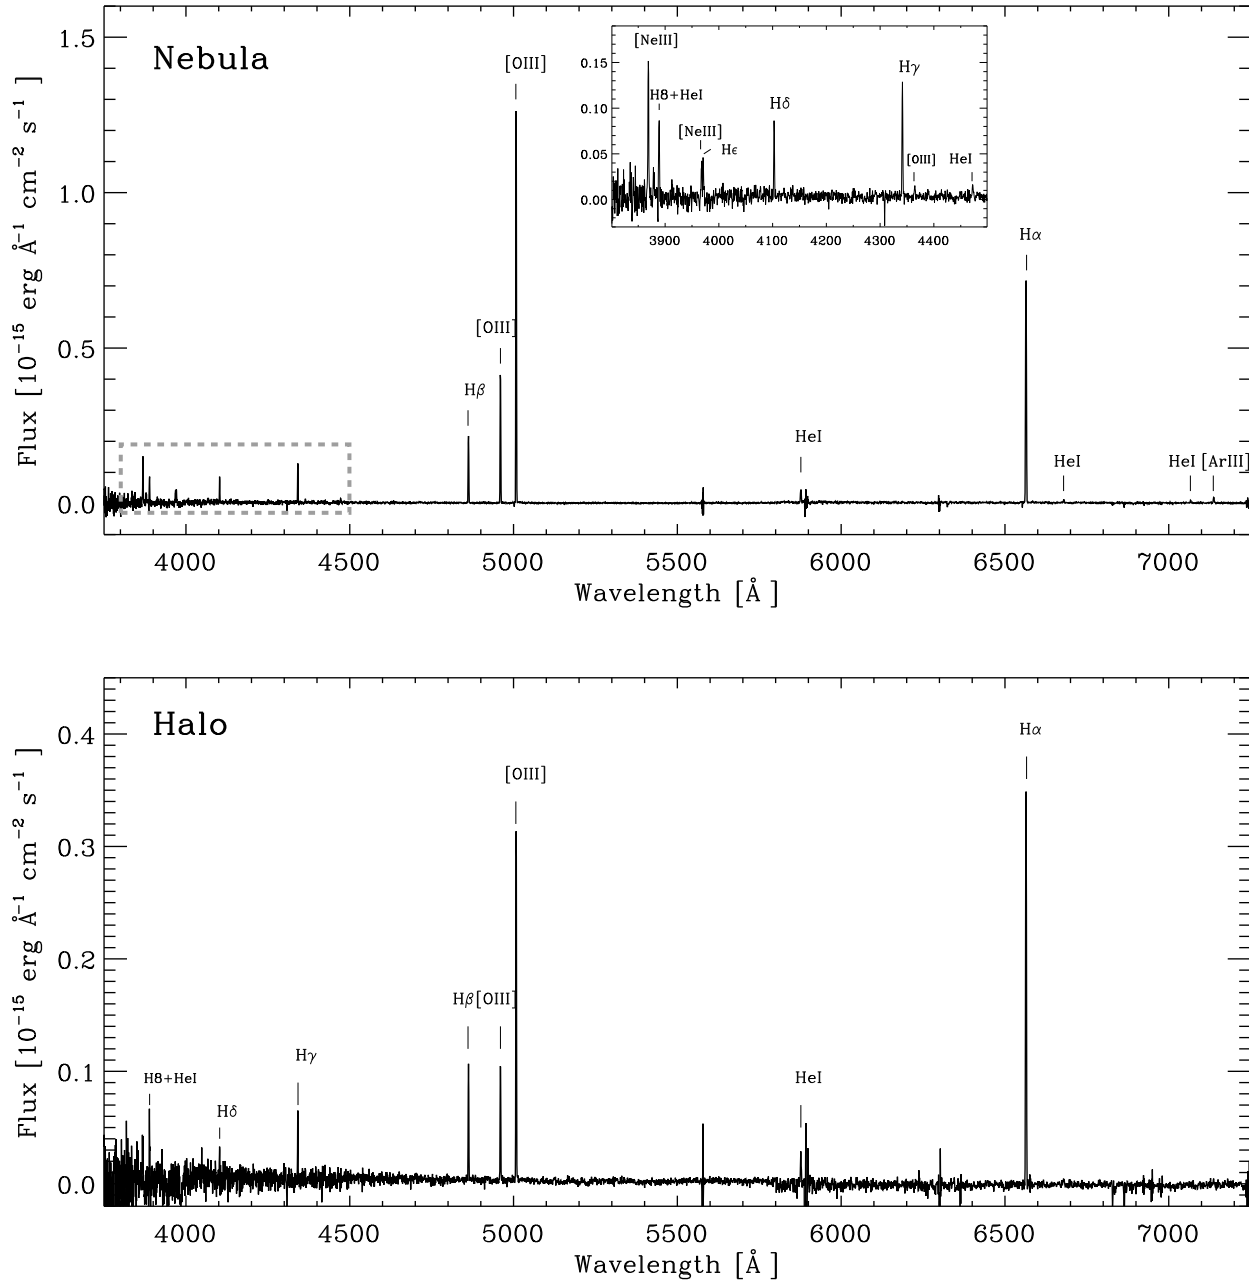 Nebula
[OIII]
[OIII]
Hβ
HeI
Hα
HeI
HeI [ArIII]
[NeIII]
H8+HeI
[NeIII]
Hϵ
Hδ
Hγ
[OIII]
HeI
0.15
0.10
0.05
0.00
3900 4000 4100 4200 4300 4400
1.5
1.0
0.5
0.0
Flux [10⁻¹⁵ erg Å⁻¹ cm⁻² s⁻¹ ]
4000 4500 5000 5500 6000 6500 7000
Wavelength [Å ]
Halo
Hα
[OIII]
Hβ [OIII]
Hγ
H8+HeI
Hδ
HeI
0.4
0.3
0.2
0.1
0.0
Flux [10⁻¹⁵ erg Å⁻¹ cm⁻² s⁻¹ ]
4000 4500 5000 5500 6000 6500 7000
Wavelength [Å ]